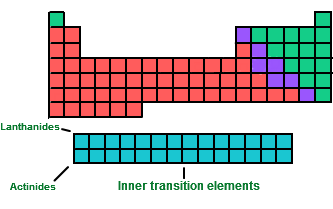 Lanthanides
Actinides
Inner transition elements